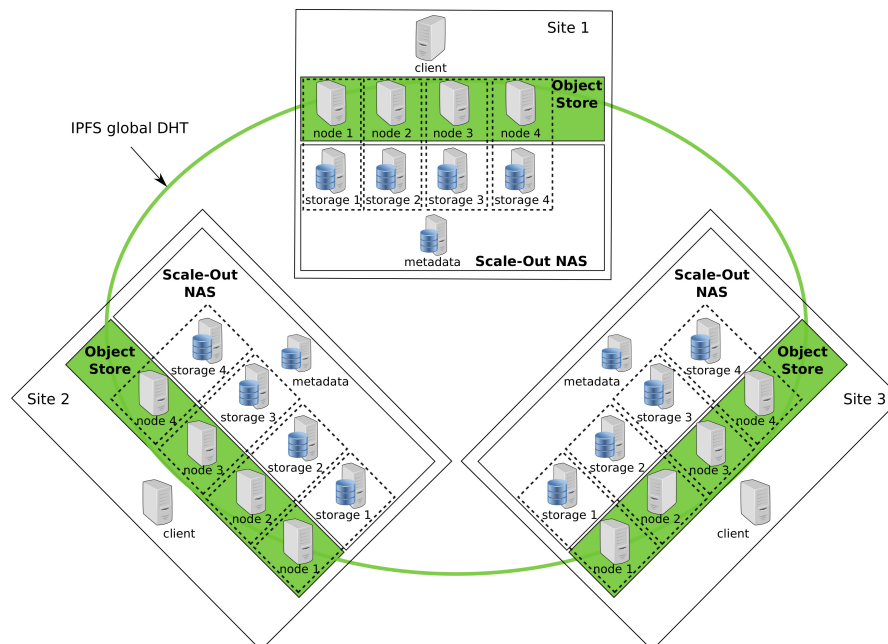 Site 1
client
Object
Store
node 1
node 2
node 3
node 4
storage 1
storage 2
storage 3
storage 4
metadata
Scale-Out NAS
IPFS global DHT
Scale-Out
NAS
Object
Store
storage 4
metadata
Site 2
node 4
storage 3
node 3
storage 2
node 2
storage 1
client
node 1
Scale-Out
NAS
Object
Store
metadata
storage 4
Site 3
storage 3
node 4
storage 2
node 3
storage 1
node 2
client
node 1